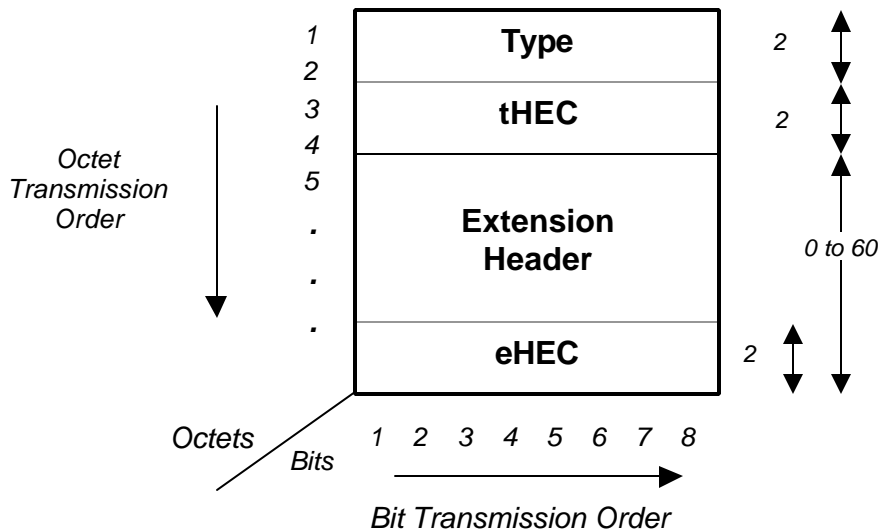 1
Type
2
2
3
tHEC
2
4
Octet
Transmission
Order
5
.
Extension
Header
0 to 60
.
.
eHEC
2
Octets
Bits
1 2 3 4 5 6 7 8
Bit Transmission Order